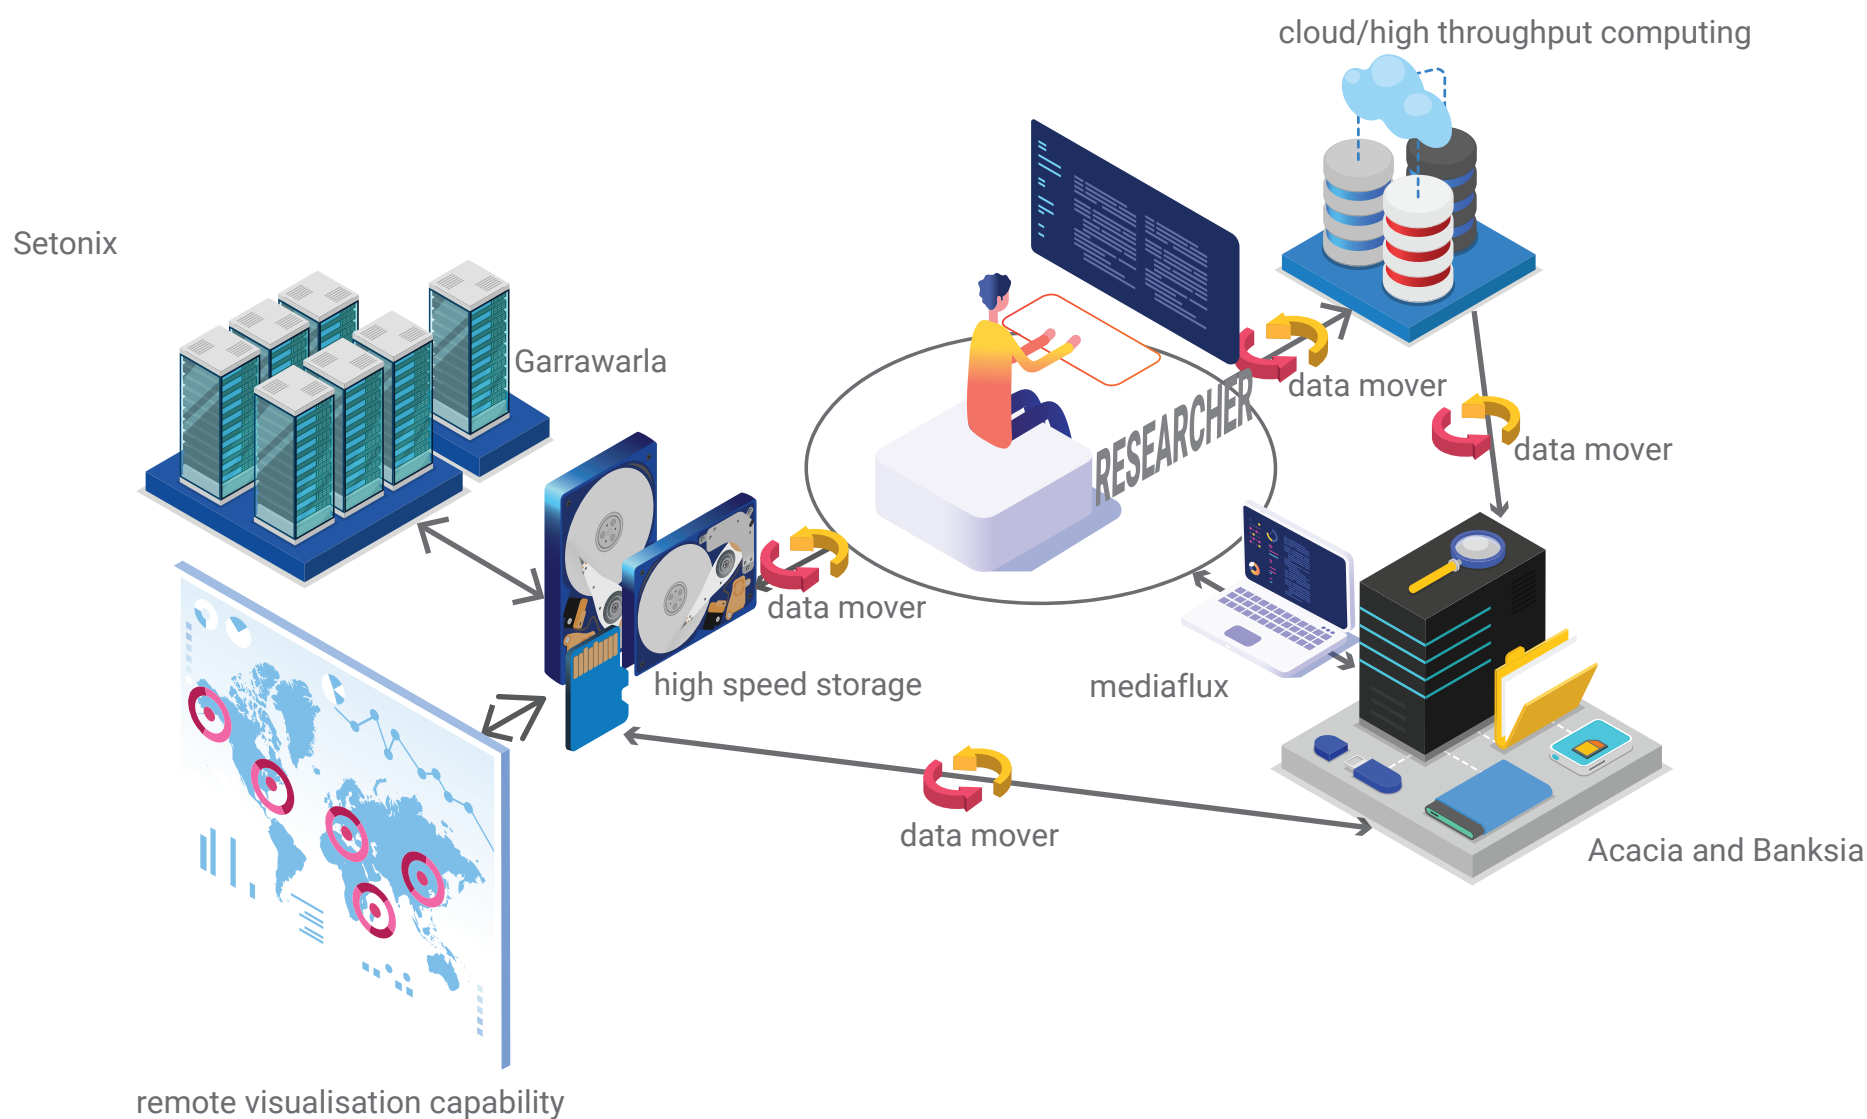 cloud/high throughput computing
Setonix
Garrawarla
data mover
RESEARCHER
data mover
data mover
high speed storage
mediaflux
data mover
Acacia and Banksia
remote visualisation capability